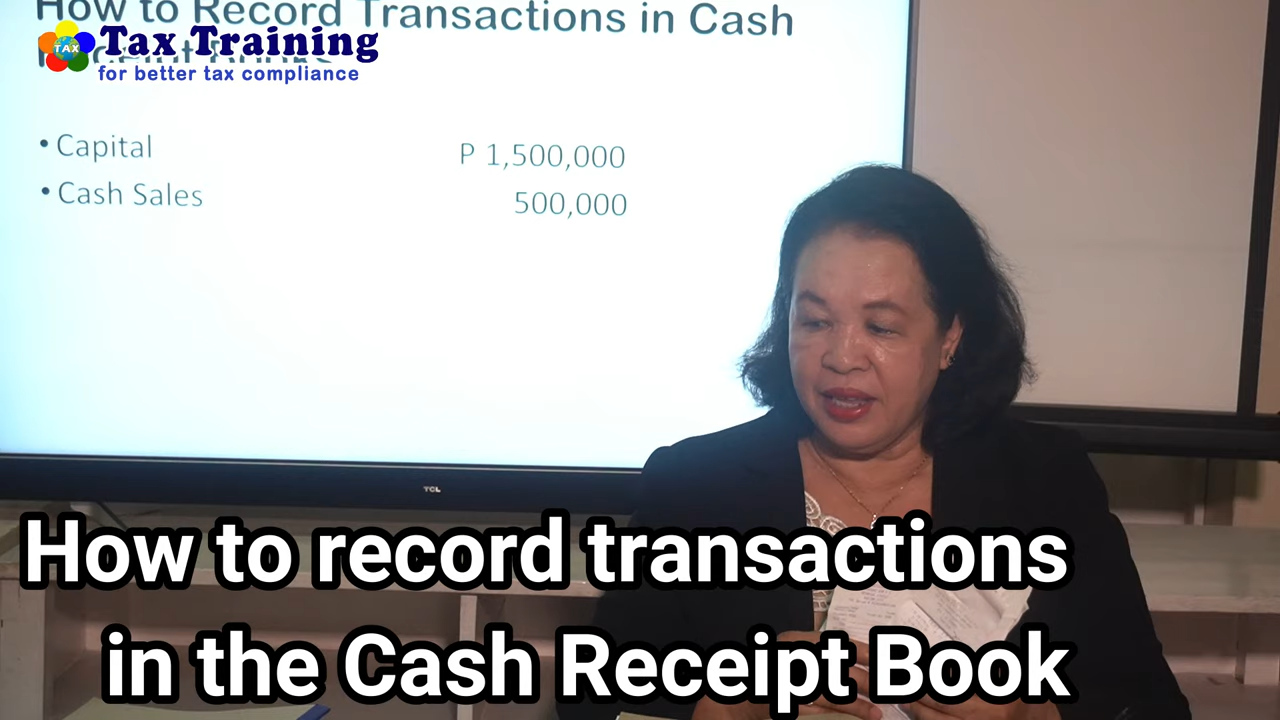 How to Record Transactions in Cash
TAX
Tax Training
for better tax compliance
• Capital P 1,500,000
• Cash Sales 500,000
TCL
How to record transactions
in the Cash Receipt Book